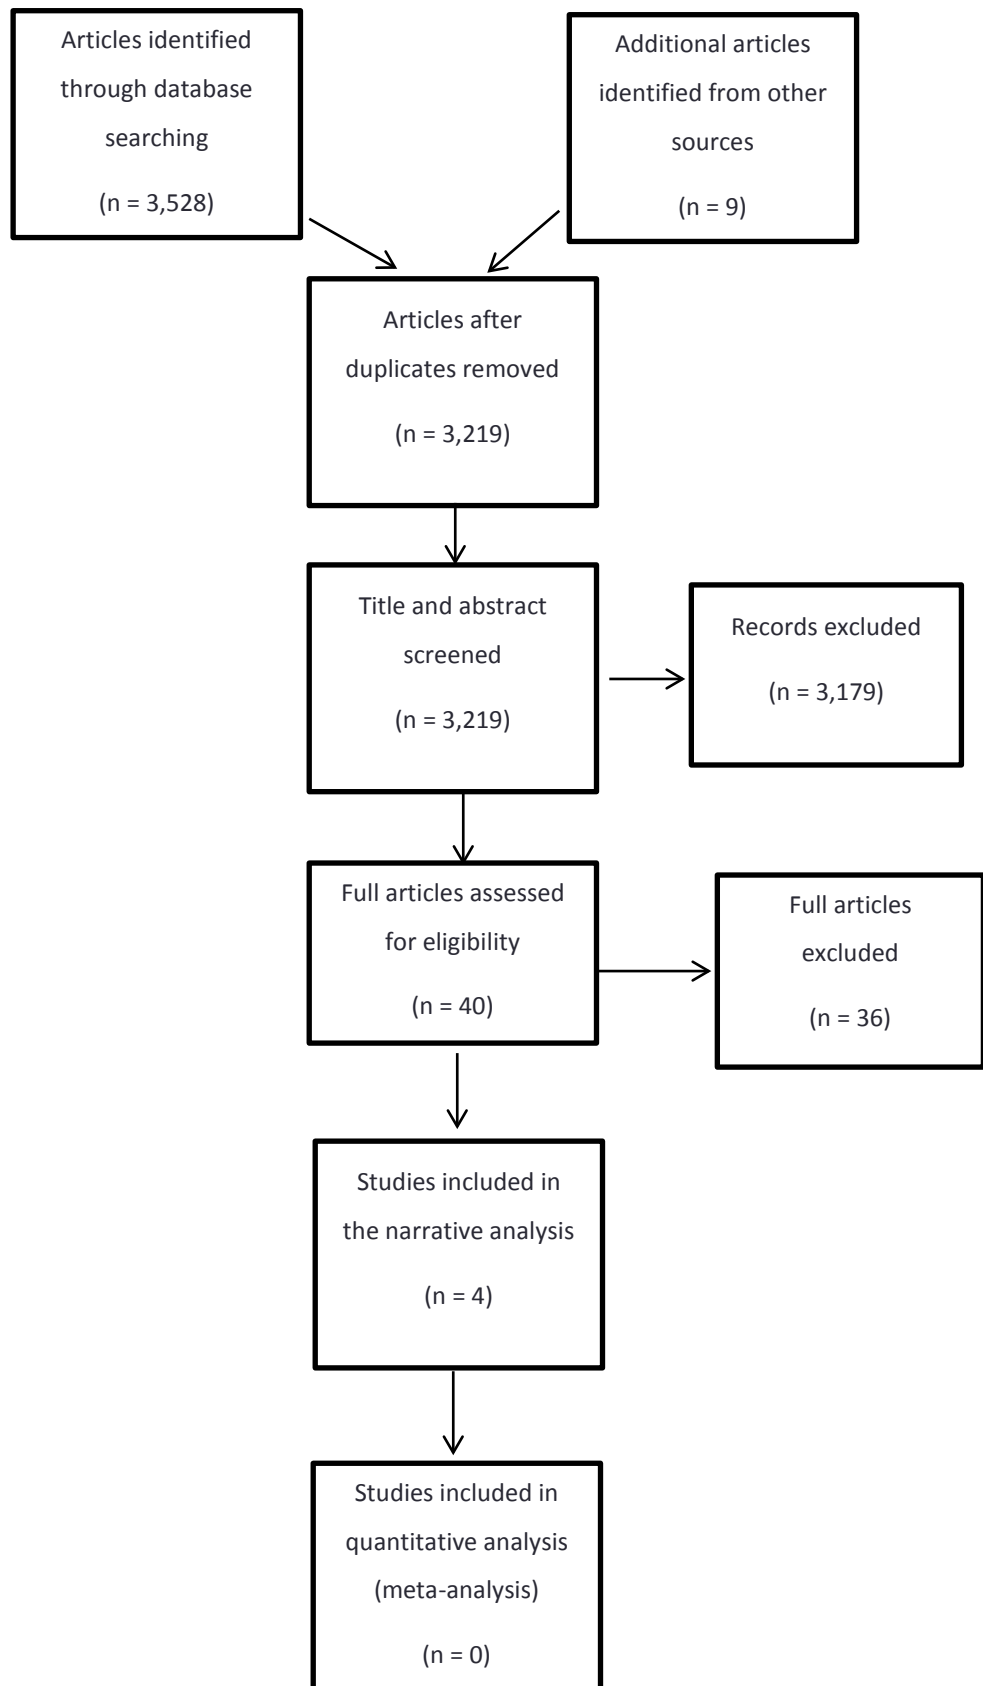 Articles identified
through database
searching
(n = 3,528)
Additional articles
identified from other
sources
(n = 9)
Articles after
duplicates removed
(n = 3,219)
Title and abstract
screened
(n = 3,219)
Records excluded
(n = 3,179)
Full articles assessed
for eligibility
(n = 40)
Full articles
excluded
(n = 36)
Studies included in
the narrative analysis
(n = 4)
Studies included in
quantitative analysis
(meta-analysis)
(n = 0)